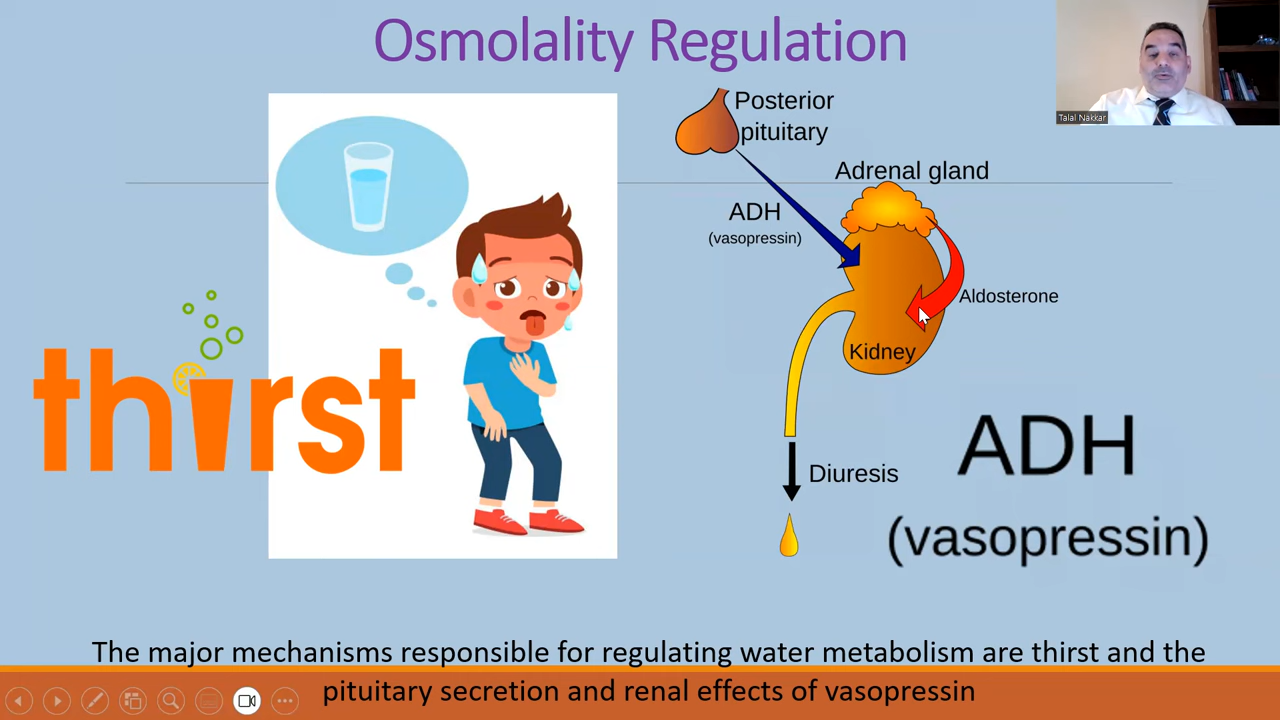 Osmolality Regulation
Talal Nakkar
Posterior
pituitary
Adrenal gland
ADH
(vasopressin)
Aldosterone
Kidney
thirst
Diuresis
ADH
(vasopressin)
The major mechanisms responsible for regulating water metabolism are thirst and the
pituitary secretion and renal effects of vasopressin